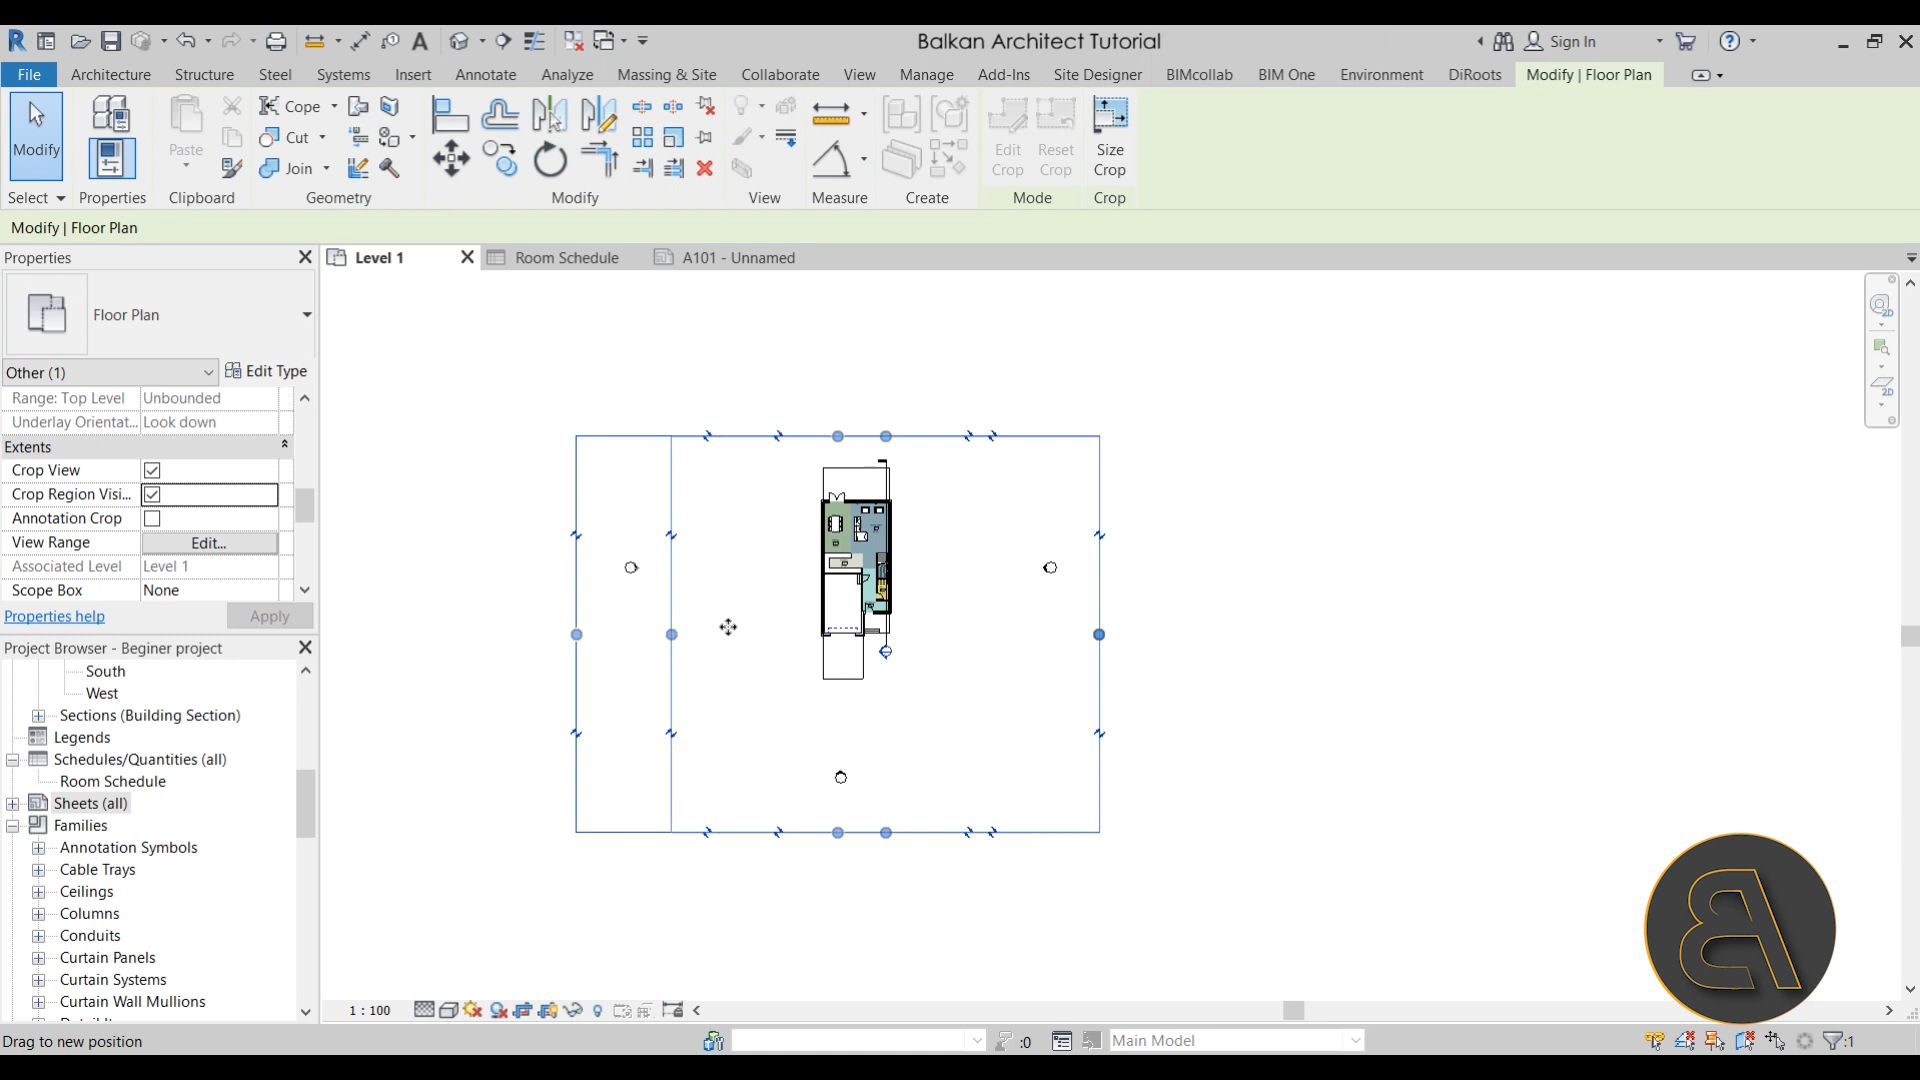 Balkan Architect Tutorial
Sign In
File Architecture Structure Steel Systems Insert Annotate Analyze Massing & Site Collaborate View Manage Add-Ins Site Designer BIMcollab BIM One Environment DiRoots Modify | Floor Plan
Modify
Paste
Cope
Cut
Join
Edit Crop
Reset Crop
Size Crop
Select Properties Clipboard Geometry Modify View Measure Create Mode Crop
Modify | Floor Plan
Properties
Level 1 Room Schedule A101 - Unnamed
Floor Plan
Other (1) Edit Type
Range: Top Level Unbounded
Underlay Orientat... Look down
Extents
Crop View
Crop Region Visi...
Annotation Crop
View Range Edit...
Associated Level Level 1
Scope Box None
Properties help Apply
Project Browser - Beginer project
South
West
Sections (Building Section)
Legends
Schedules/Quantities (all)
Room Schedule
Sheets (all)
Families
Annotation Symbols
Cable Trays
Ceilings
Columns
Conduits
Curtain Panels
Curtain Systems
Curtain Wall Mullions
2D
2D
1 : 100
Drag to new position
:0
Main Model
:1